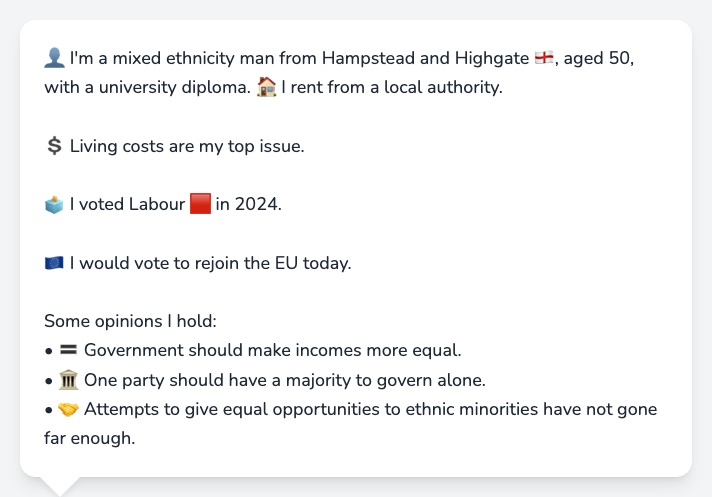 👤 I'm a mixed ethnicity man from Hampstead and Highgate 🏴󠁧󠁢󠁥󠁮󠁧󠁿, aged 50,
with a university diploma. 🏠 I rent from a local authority.
💲 Living costs are my top issue.
🗳️ I voted Labour 🟥 in 2024.
🇪🇺 I would vote to rejoin the EU today.
Some opinions I hold:
• 🟰 Government should make incomes more equal.
• 🏛️ One party should have a majority to govern alone.
• 🤝 Attempts to give equal opportunities to ethnic minorities have not gone
far enough.